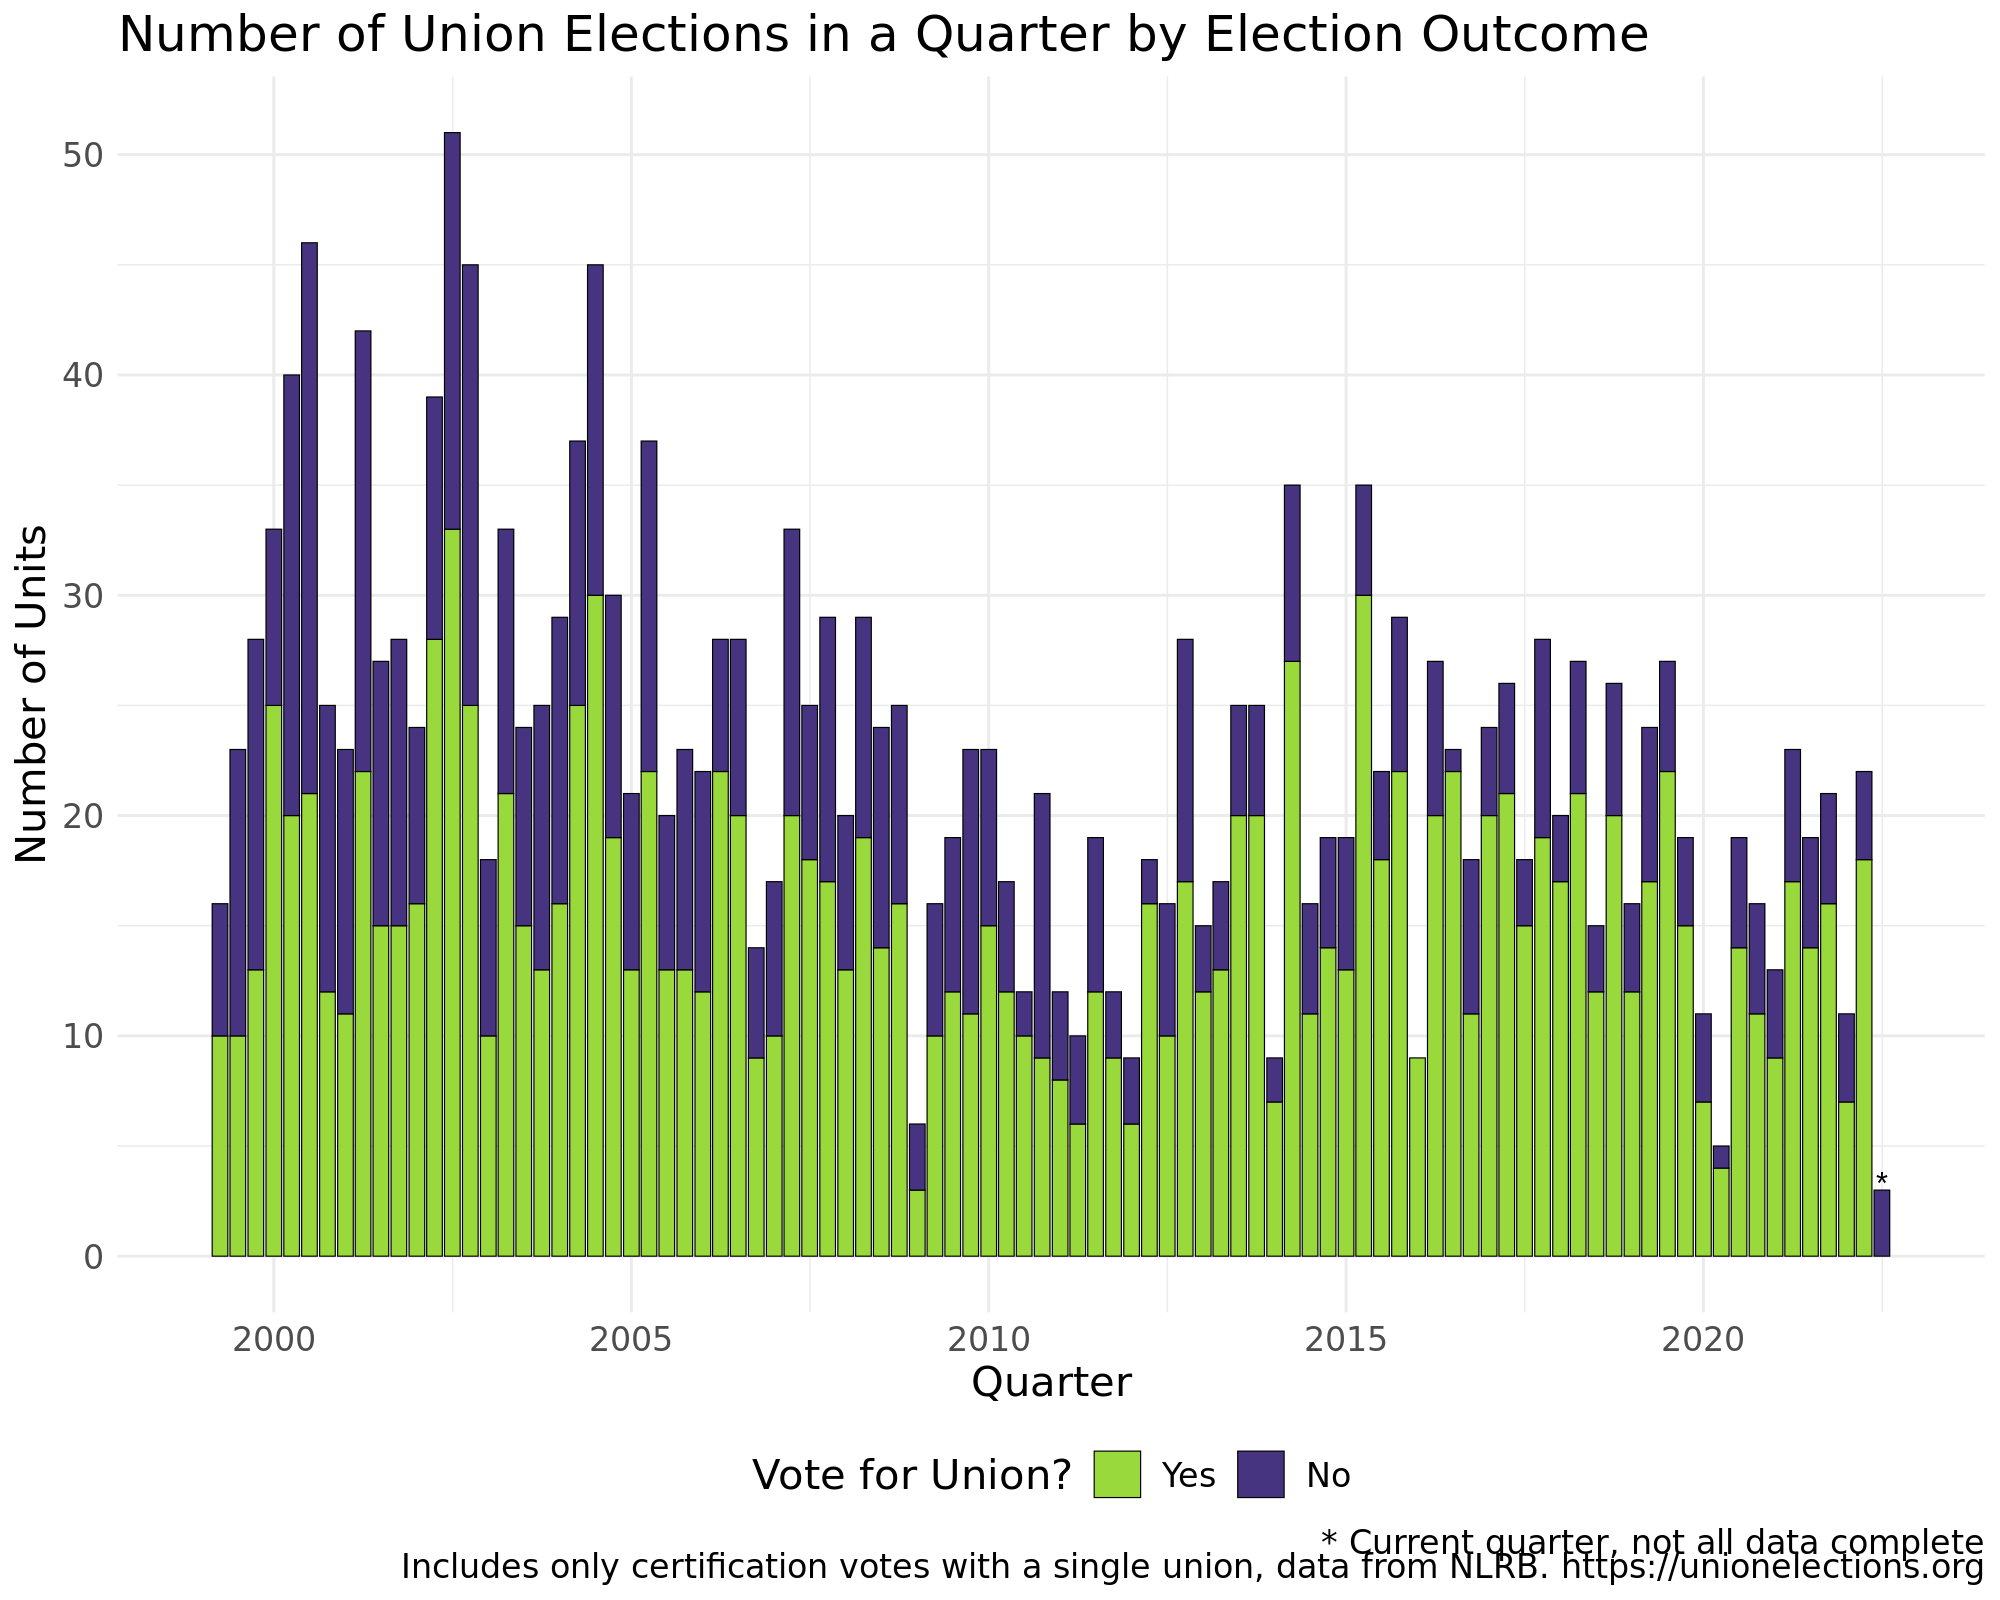 Number of Union Elections in a Quarter by Election Outcome
Number of Units
50
40
30
20
10
0
*
2000 2005 2010 2015 2020
Quarter
Vote for Union? Yes No
* Current quarter, not all data complete
Includes only certification votes with a single union, data from NLRB. https://unionelections.org